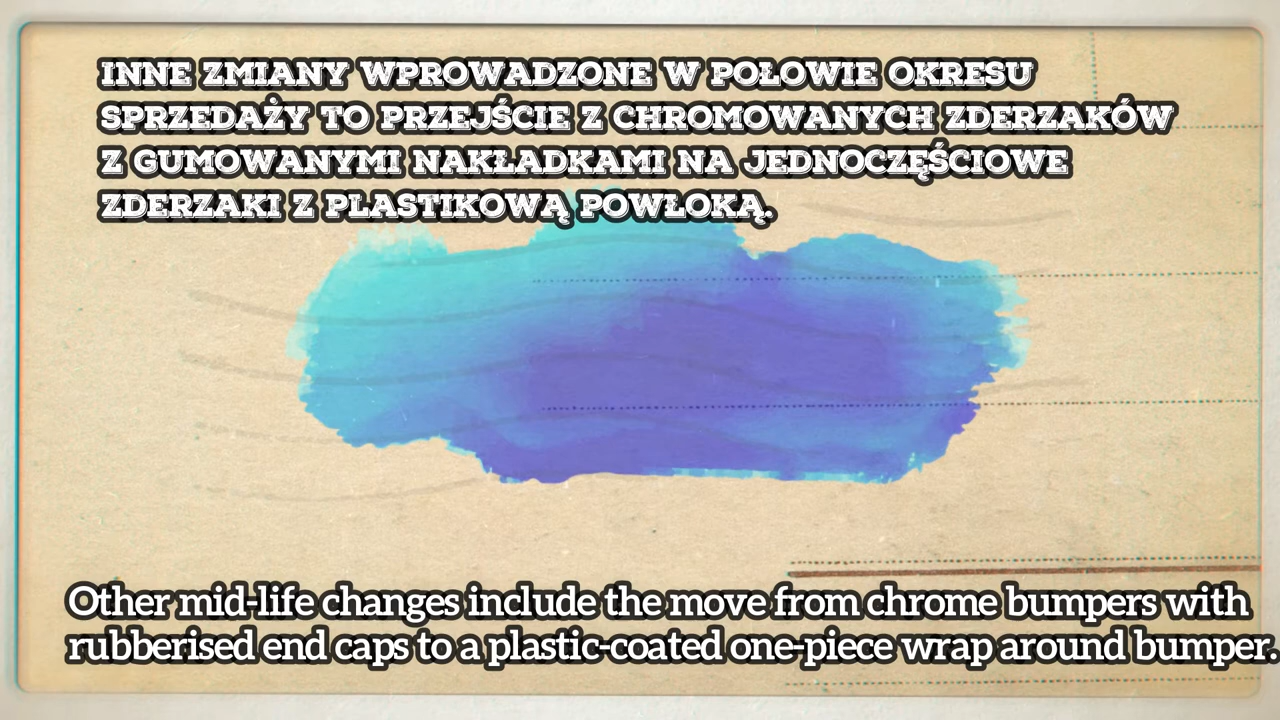 INNE ZMIANY WPROWADZONE W POŁOWIE OKRESU
SPRZEDAŻY TO PRZEJŚCIE Z CHROMOWANYCH ZDERZAKÓW
Z GUMOWANYMI NAKŁADKAMI NA JEDNOCZĘŚCIOWE
ZDERZAKI Z PLASTIKOWĄ POWŁOKĄ.
Other mid-life changes include the move from chrome bumpers with
rubberised end caps to a plastic-coated one-piece wrap around bumper.